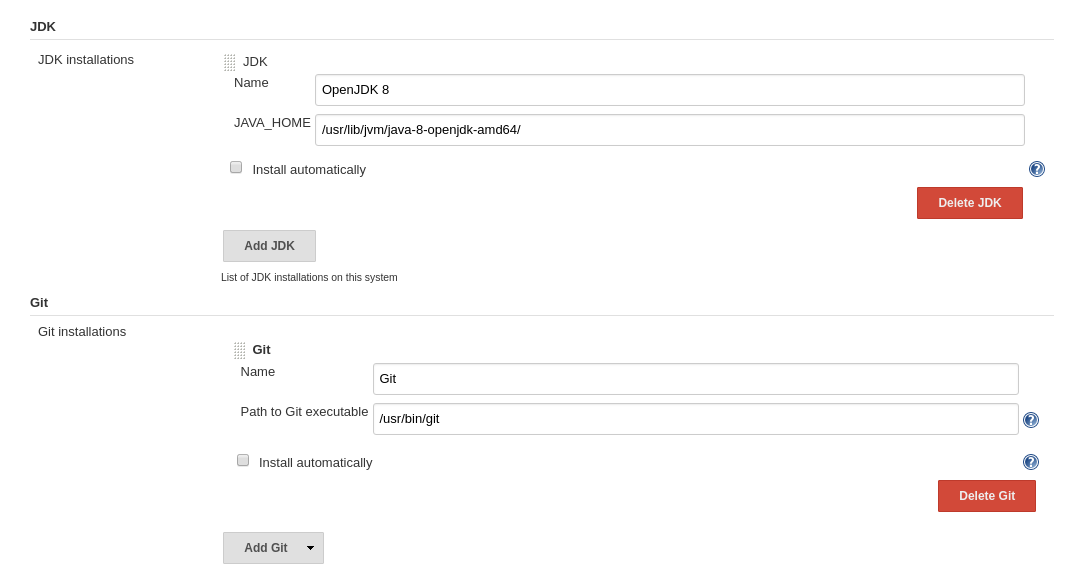 JDK
JDK installations
JDK
Name
OpenJDK 8
JAVA_HOME
/usr/lib/jvm/java-8-openjdk-amd64/
Install automatically
?
Delete JDK
Add JDK
List of JDK installations on this system
Git
Git installations
Git
Name
Git
Path to Git executable
/usr/bin/git
?
Install automatically
?
Delete Git
Add Git